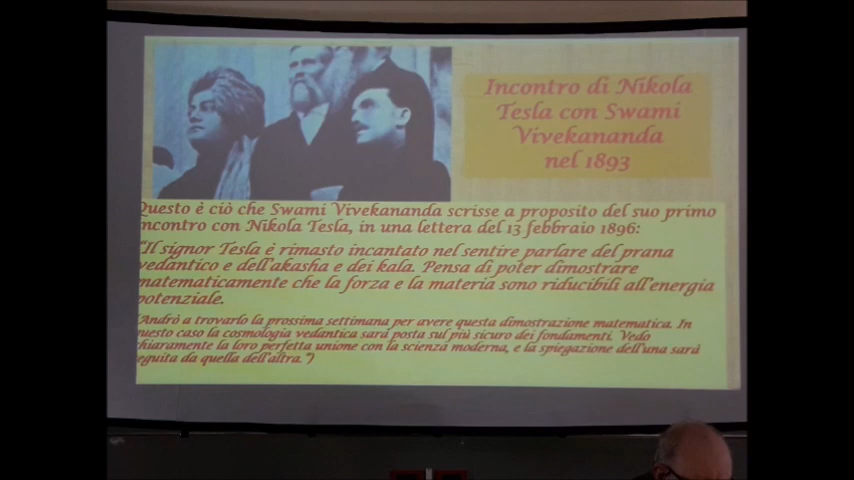 Incontro di Nikola
Tesla con Swami
Vivekananda
nel 1893
Questo è ciò che Swami Vivekananda scrisse a proposito del suo primo
incontro con Nikola Tesla, in una lettera del 13 febbraio 1896:
"Il signor Tesla è rimasto incantato nel sentire parlare del prana
vedantico e dell'akasha e dei kala. Pensa di poter dimostrare
matematicamente che la forza e la materia sono riducibili all'energia
potenziale.
(Andrò a trovarlo la prossima settimana per avere questa dimostrazione matematica. In
questo caso la cosmologia vedantica sarà posta sul più sicuro dei fondamenti. Vedo
chiaramente la loro perfetta unione con la scienza moderna, e la spiegazione dell'una sarà
seguita da quella dell'altra.")